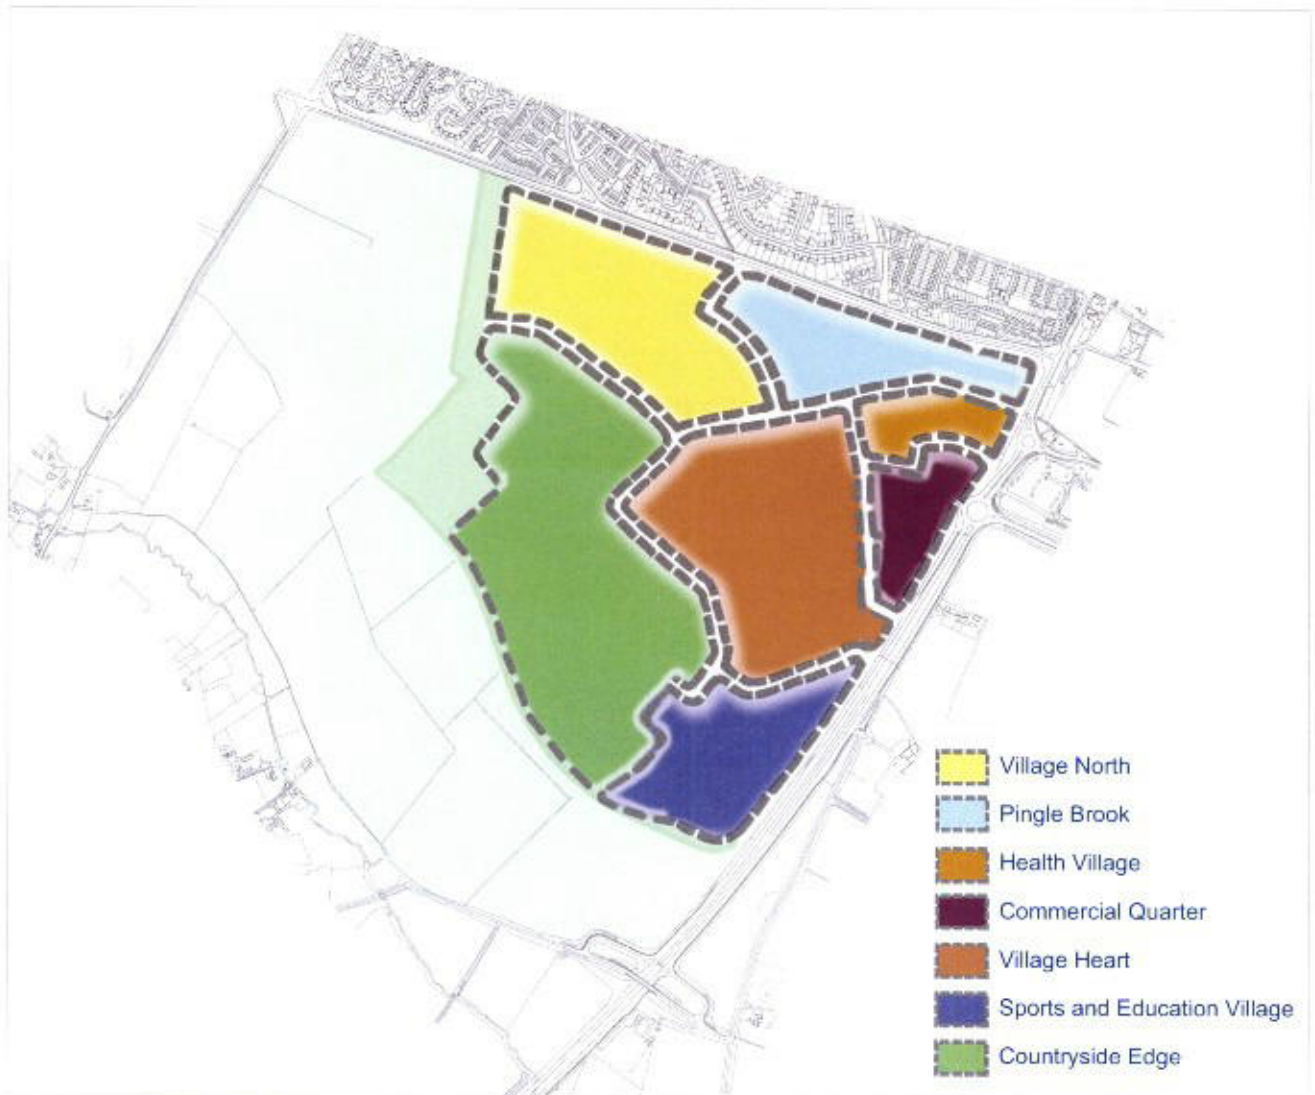 Village North
Pingle Brook
Health Village
Commercial Quarter
Village Heart
Sports and Education Village
Countryside Edge